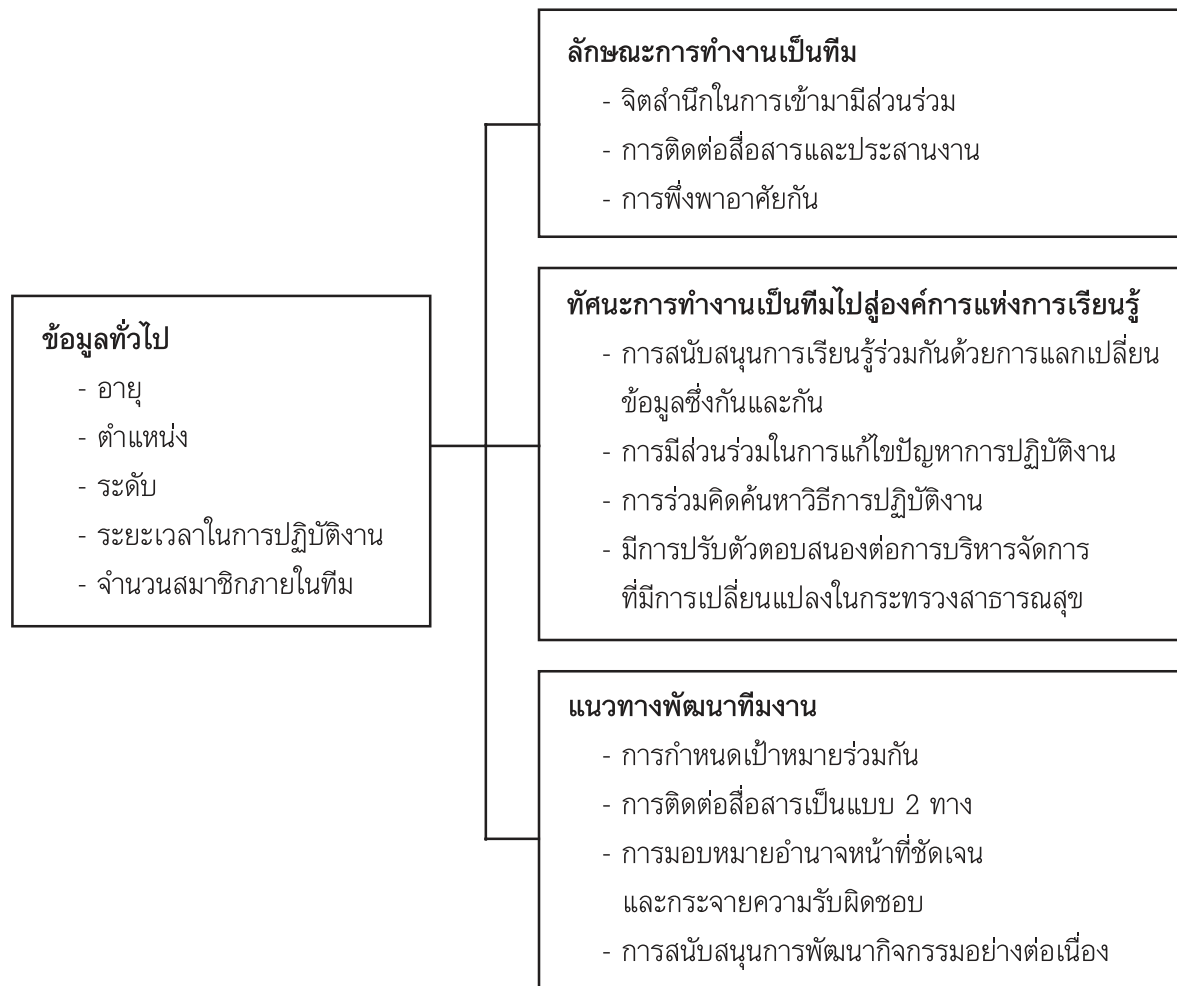 ข้อมูลทั่วไป
- อายุ
- ตำแหน่ง
- ระดับ
- ระยะเวลาในการปฏิบัติงาน
- จำนวนสมาชิกภายในทีม
ลักษณะการทำงานเป็นทีม
- จิตสำนึกในการเข้ามามีส่วนร่วม
- การติดต่อสื่อสารและประสานงาน
- การพึ่งพาอาศัยกัน
ทัศนะการทำงานเป็นทีมไปสู่องค์การแห่งการเรียนรู้
- การสนับสนุนการเรียนรู้ร่วมกันด้วยการแลกเปลี่ยน
ข้อมูลซึ่งกันและกัน
- การมีส่วนร่วมในการแก้ไขปัญหาการปฏิบัติงาน
- การร่วมคิดค้นหาวิธีการปฏิบัติงาน
- มีการปรับตัวตอบสนองต่อการบริหารจัดการ
ที่มีการเปลี่ยนแปลงในกระทรวงสาธารณสุข
แนวทางพัฒนาทีมงาน
- การกำหนดเป้าหมายร่วมกัน
- การติดต่อสื่อสารเป็นแบบ 2 ทาง
- การมอบหมายอำนาจหน้าที่ชัดเจน
และกระจายความรับผิดชอบ
- การสนับสนุนการพัฒนากิจกรรมอย่างต่อเนื่อง